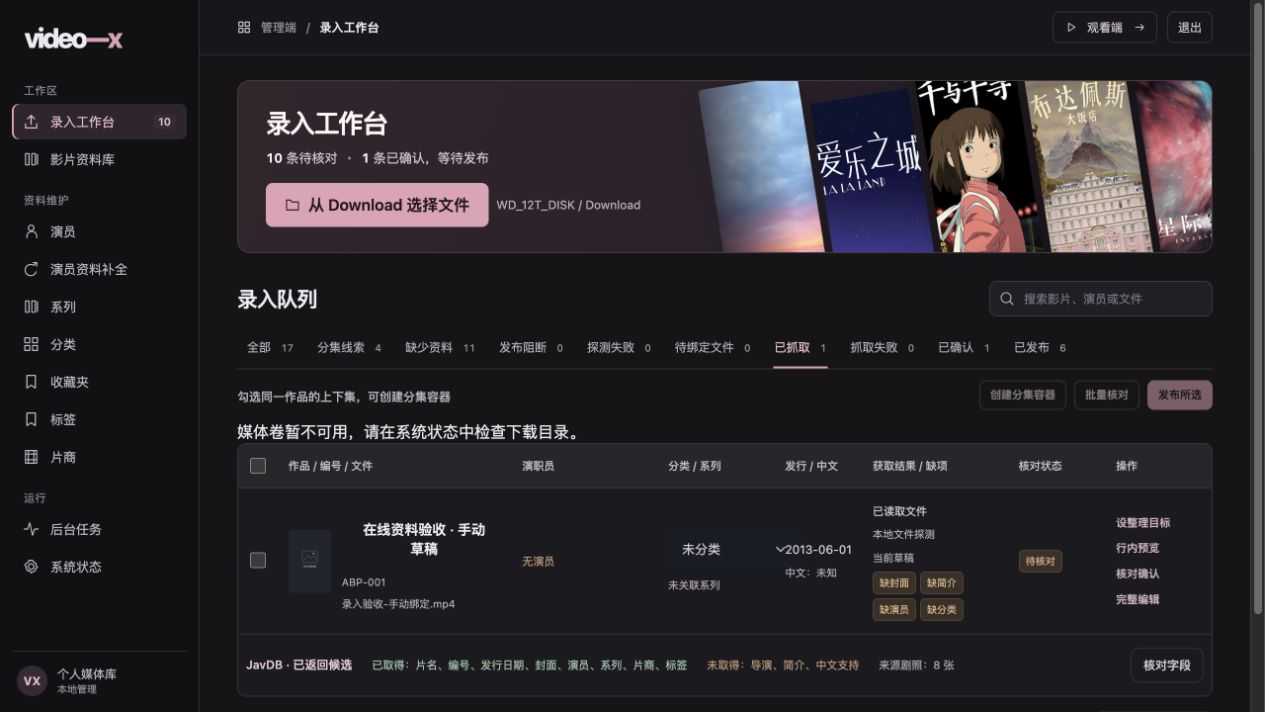 video—x
管理端 / 录入工作台
观看端 →
退出
工作区
录入工作台 10
影片资料库
资料维护
演员
演员资料补全
系列
分类
收藏夹
标签
片商
运行
后台任务
系统状态
VX
个人媒体库
本地管理
录入工作台
10 条待核对 · 1 条已确认，等待发布
从 Download 选择文件
WD_12T_DISK / Download
爱乐之城
LA LA LAND
千与千寻
布达佩斯
大饭店
星际
INTERS
录入队列
搜索影片、演员或文件
全部 17 分集线索 4 缺少资料 11 发布阻断 0 探测失败 0 待绑定文件 0 已抓取 1 抓取失败 0 已确认 1 已发布 6
勾选同一作品的上下集，可创建分集容器
创建分集容器
批量核对
发布所选
媒体卷暂不可用，请在系统状态中检查下载目录。
作品 / 编号 / 文件 演职员 分类 / 系列 发行 / 中文 获取结果 / 缺项 核对状态 操作
在线资料验收 · 手动
草稿
ABP-001
录入验收-手动绑定.mp4
无演员
未分类
未关联系列
2013-06-01
中文：未知
已读取文件
本地文件探测
当前草稿
缺封面 缺简介
缺演员 缺分类
待核对
设整理目标
行内预览
核对确认
完整编辑
JavDB · 已返回候选 已取得：片名、编号、发行日期、封面、演员、系列、片商、标签 未取得：导演、简介、中文支持 来源剧照：8 张
核对字段